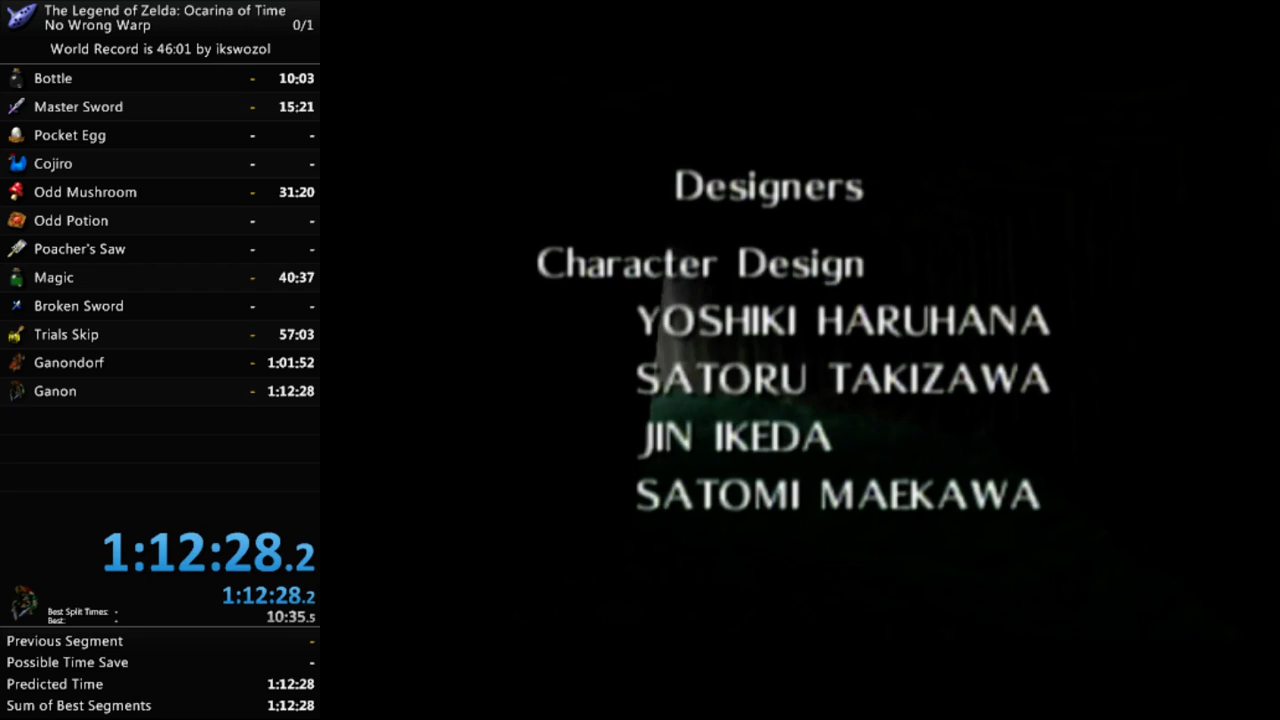 The Legend of Zelda: Ocarina of Time
No Wrong Warp 0/1
World Record is 46:01 by ikswozol
Bottle - 10:03
Master Sword - 15:21
Pocket Egg - -
Cojiro - -
Odd Mushroom - 31:20
Odd Potion - -
Poacher's Saw - -
Magic - 40:37
Broken Sword - -
Trials Skip - 57:03
Ganondorf - 1:01:52
Ganon - 1:12:28
1:12:28.2
1:12:28.2
Best Split Times: -
Best: -
10:35.5
Previous Segment -
Possible Time Save -
Predicted Time 1:12:28
Sum of Best Segments 1:12:28
Designers
Character Design
YOSHIKI HARUHANA
SATORU TAKIZAWA
JIN IKEDA
SATOMI MAEKAWA